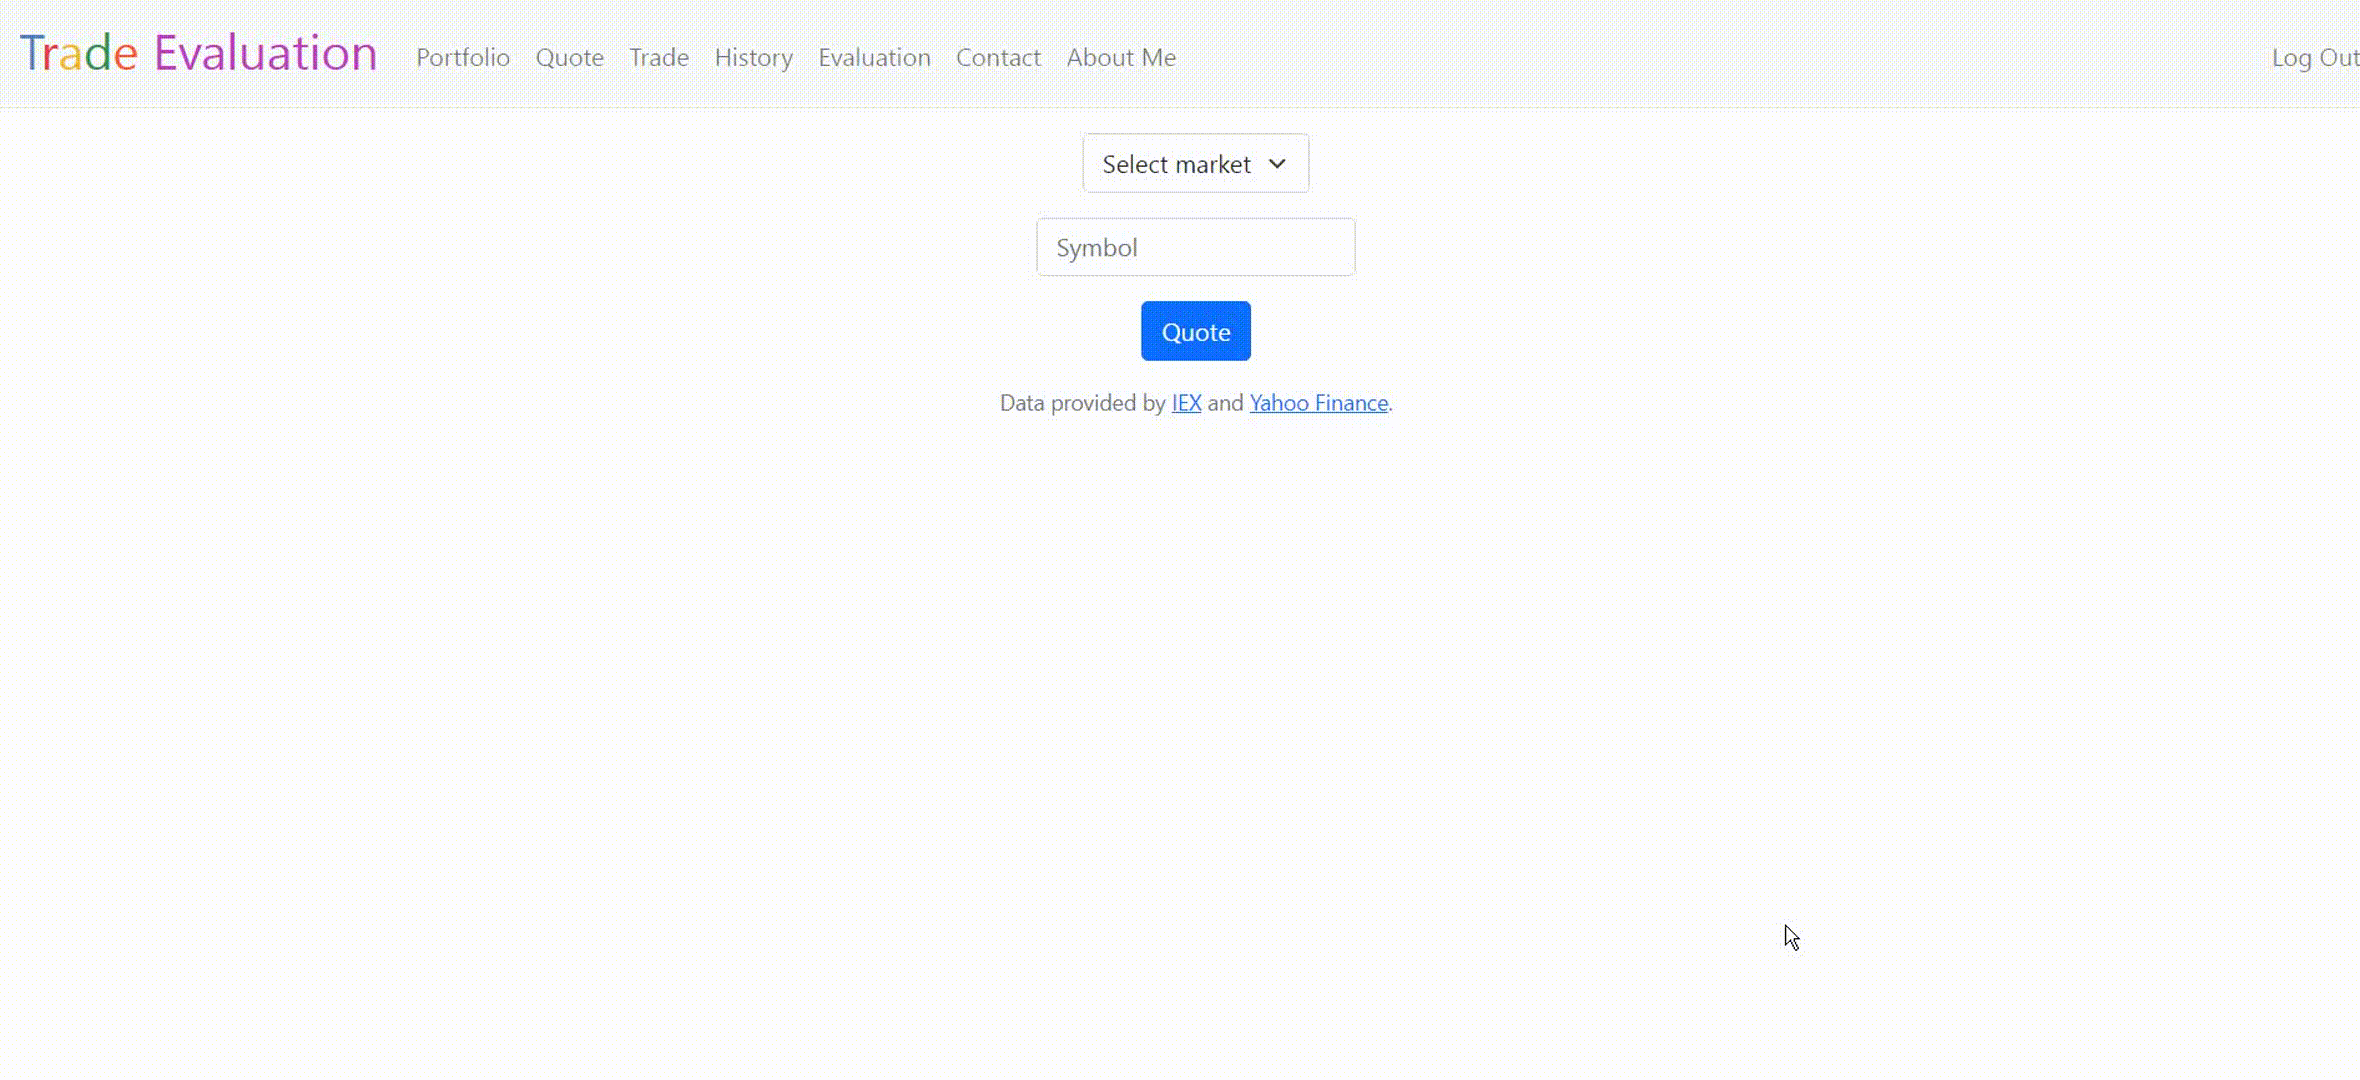 Trade Evaluation Portfolio Quote Trade History Evaluation Contact About Me Log Out
Select market
Symbol
Quote
Data provided by IEX and Yahoo Finance.